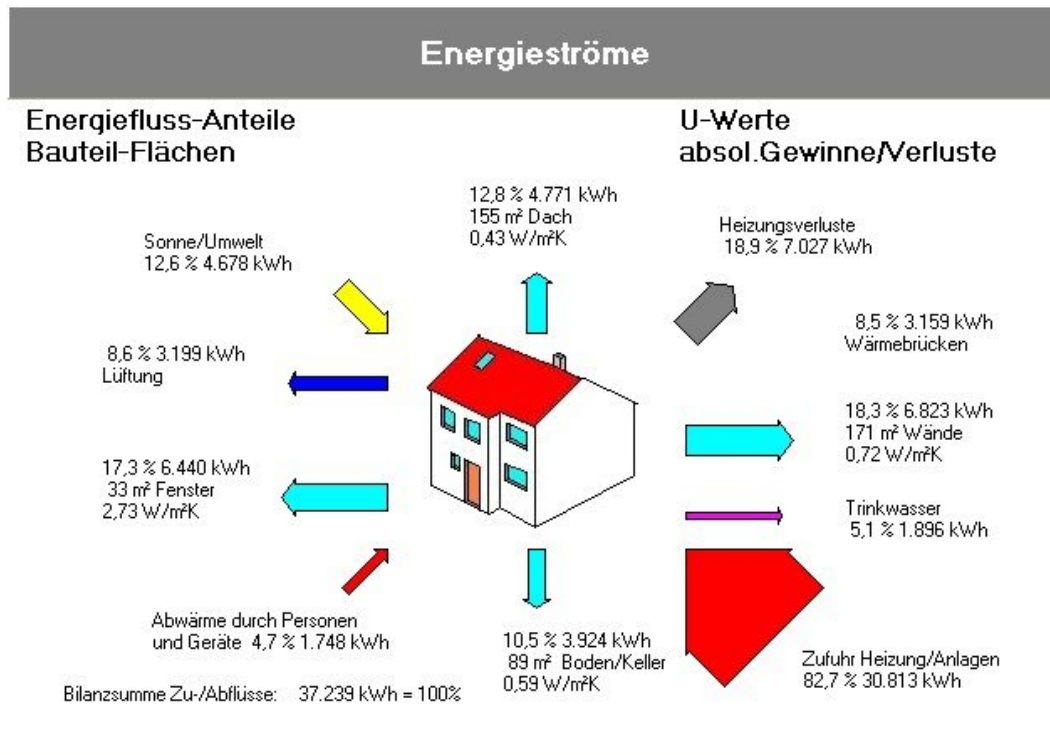 Energieströme
Energiefluss-Anteile
Bauteil-Flächen
U-Werte
absol.Gewinne/Verluste
12,8 % 4.771 kWh
155 m² Dach
0,43 W/m²K
Sonne/Umwelt
12,6 % 4.678 kWh
Heizungsverluste
18,9 % 7.027 kWh
8,6 % 3.199 kWh
Lüftung
8,5 % 3.159 kWh
Wärmebrücken
18,3 % 6.823 kWh
171 m² Wände
0,72 W/m²K
17,3 % 6.440 kWh
33 m² Fenster
2,73 W/m²K
Trinkwasser
5,1 % 1.896 kWh
Abwärme durch Personen
und Geräte 4,7 % 1.748 kWh
10,5 % 3.924 kWh
89 m² Boden/Keller
0,59 W/m²K
Zufuhr Heizung/Anlagen
82,7 % 30.813 kWh
Bilanzsumme Zu-/Abflüsse: 37.239 kWh = 100%